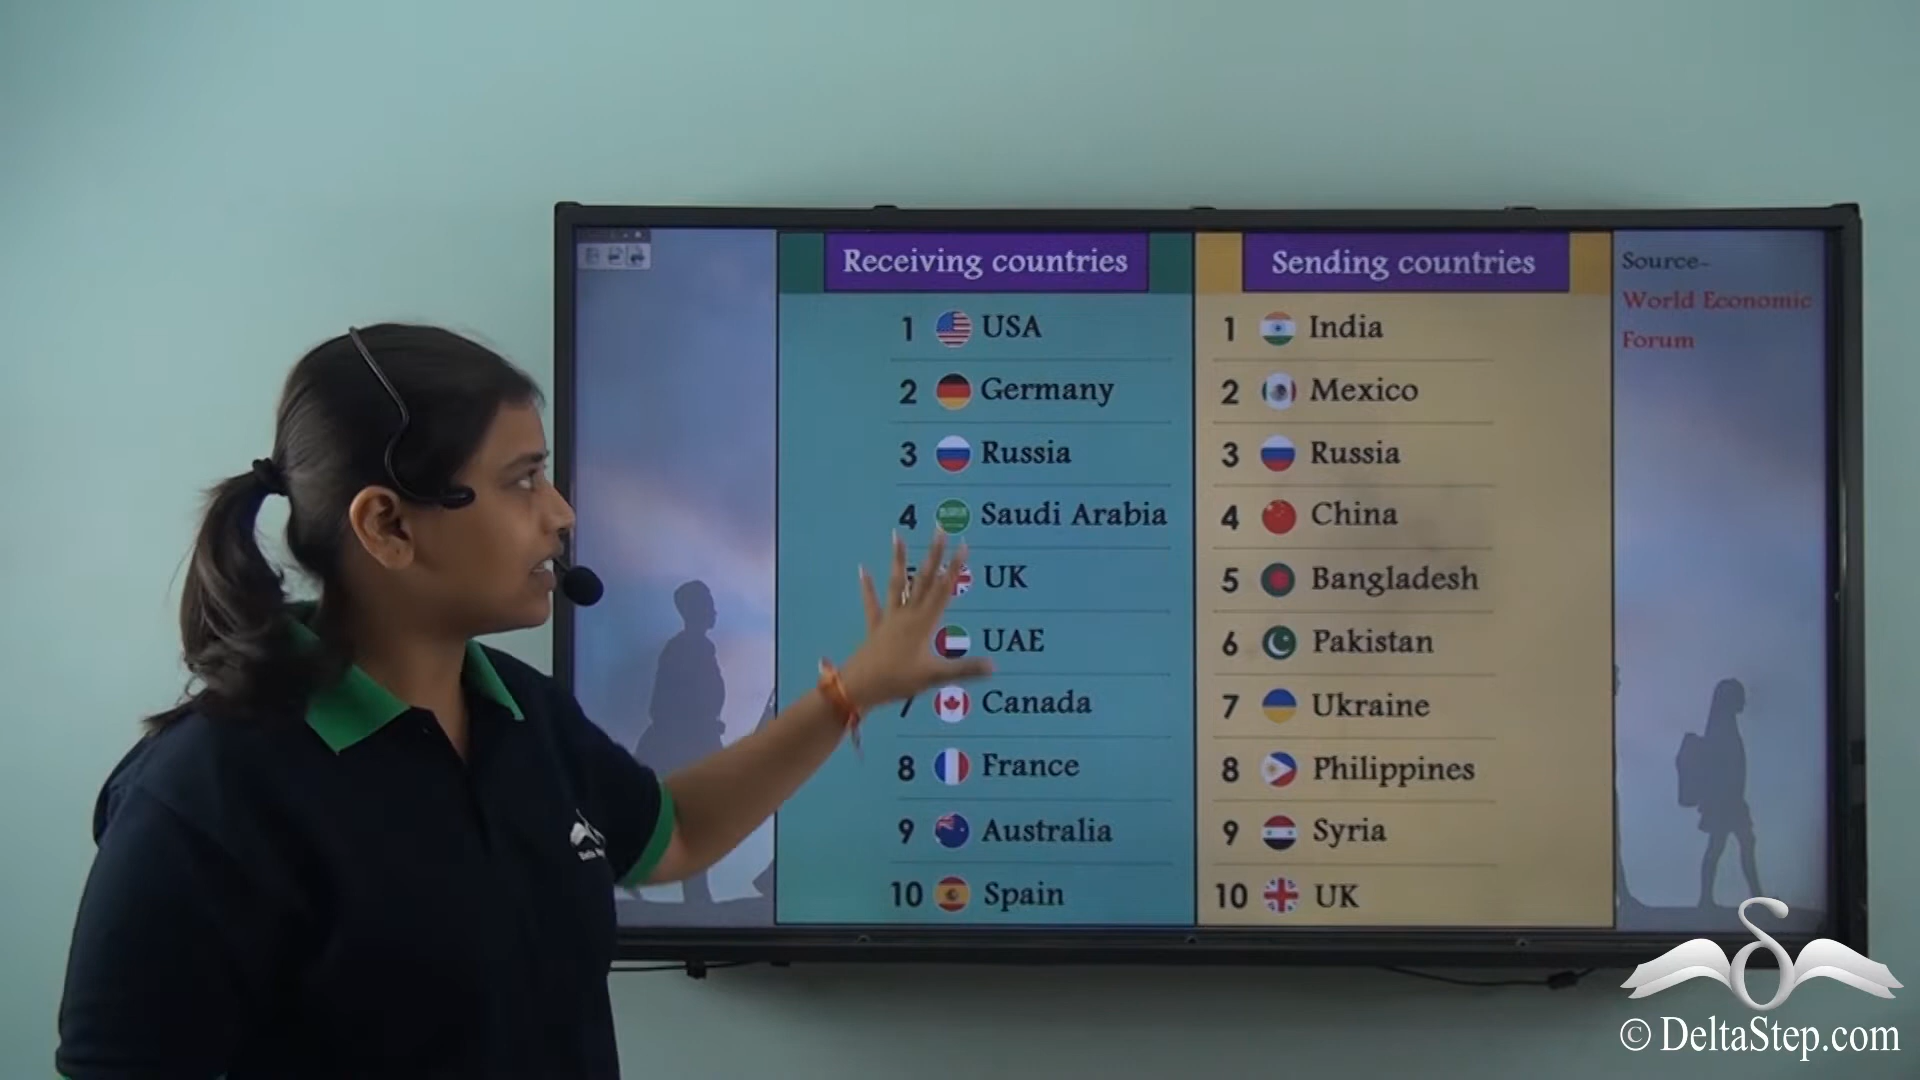 Receiving countries
1 USA
2 Germany
3 Russia
4 Saudi Arabia
5 UK
UAE
7 Canada
8 France
9 Australia
10 Spain
Sending countries
1 India
2 Mexico
3 Russia
4 China
5 Bangladesh
6 Pakistan
7 Ukraine
8 Philippines
9 Syria
10 UK
Source-
World Economic
Forum
© DeltaStep.com